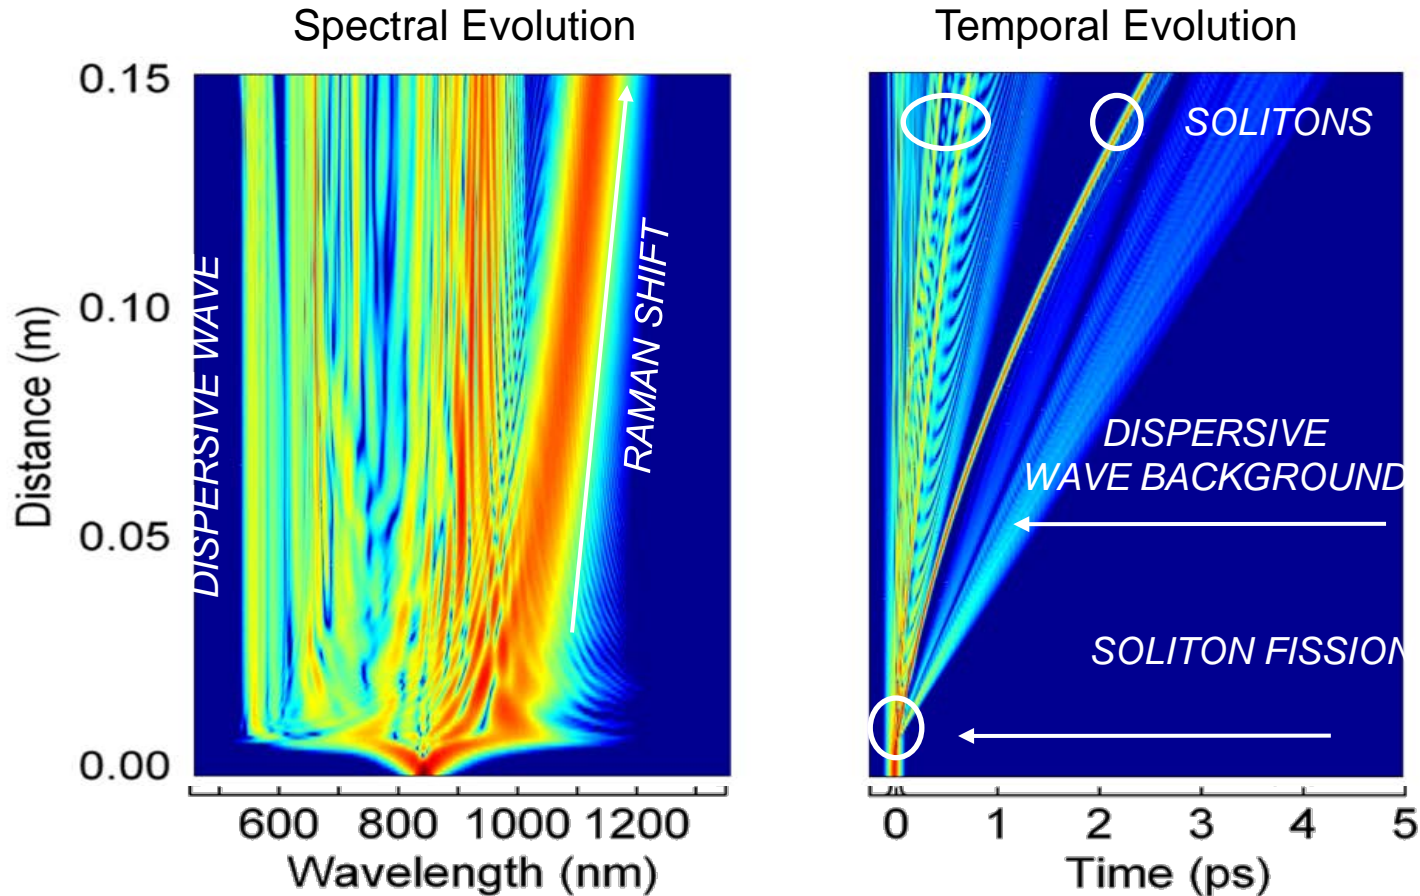 Spectral Evolution
Temporal Evolution
Distance (m)
0.15
0.10
0.05
0.00
DISPERSIVE WAVE
RAMAN SHIFT
600 800 1000 1200
Wavelength (nm)
SOLITONS
DISPERSIVE
WAVE BACKGROUND
SOLITON FISSION
0 1 2 3 4 5
Time (ps)